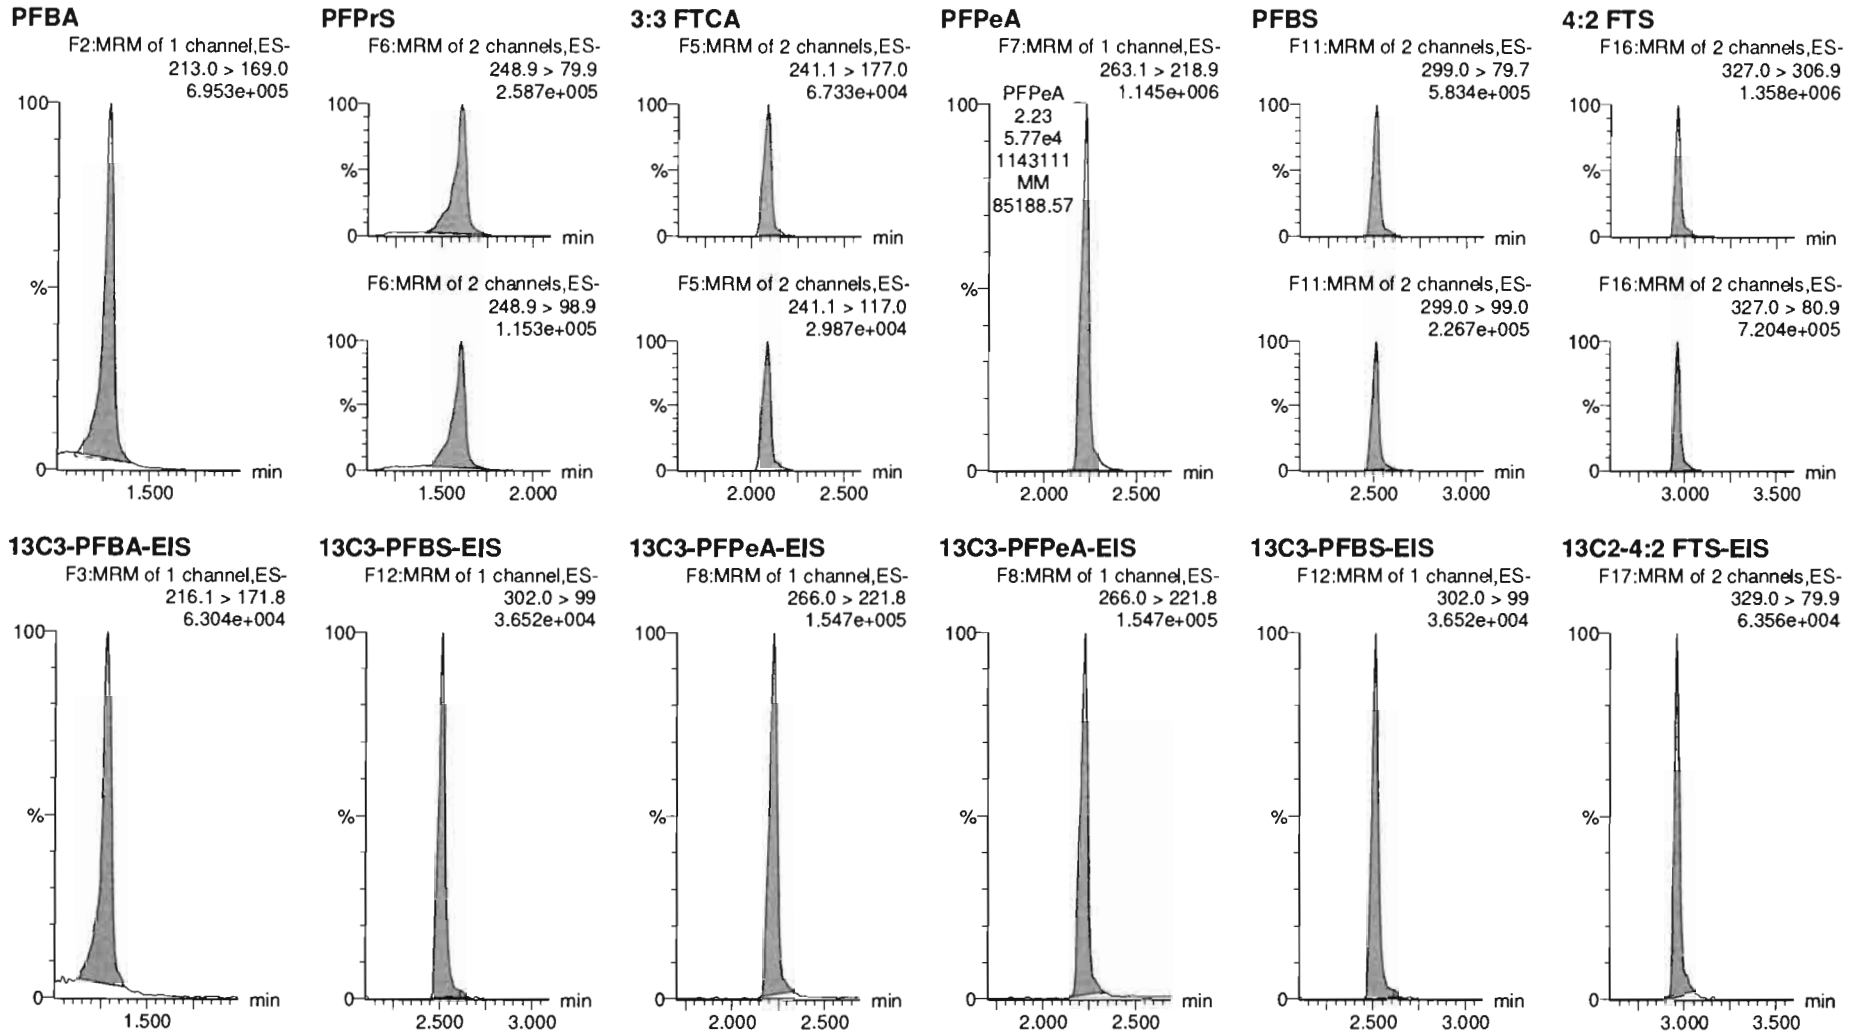 PFBA
F2:MRM of 1 channel,ES-
213.0 > 169.0
6.953e+005
100
%
0
min
1.500
PFPrS
F6:MRM of 2 channels,ES-
248.9 > 79.9
2.587e+005
100
%
0
min
F6:MRM of 2 channels,ES-
248.9 > 98.9
1.153e+005
100
%
0
min
1.500 2.000
3:3 FTCA
F5:MRM of 2 channels,ES-
241.1 > 177.0
6.733e+004
100
%
0
min
F5:MRM of 2 channels,ES-
241.1 > 117.0
2.987e+004
100
%
0
min
2.000 2.500
PFPeA
F7:MRM of 1 channel,ES-
263.1 > 218.9
1.145e+006
100
PFPeA
2.23
5.77e4
1143111
MM
85188.57
%
0
min
2.000 2.500
PFBS
F11:MRM of 2 channels,ES-
299.0 > 79.7
5.834e+005
100
%
0
min
F11:MRM of 2 channels,ES-
299.0 > 99.0
2.267e+005
100
%
0
min
2.500 3.000
4:2 FTS
F16:MRM of 2 channels,ES-
327.0 > 306.9
1.358e+006
100
%
0
min
F16:MRM of 2 channels,ES-
327.0 > 80.9
7.204e+005
100
%
0
min
3.000 3.500
13C3-PFBA-EIS
F3:MRM of 1 channel,ES-
216.1 > 171.8
6.304e+004
100
%
0
min
1.500
13C3-PFBS-EIS
F12:MRM of 1 channel,ES-
302.0 > 99
3.652e+004
100
%
0
min
2.500 3.000
13C3-PFPeA-EIS
F8:MRM of 1 channel,ES-
266.0 > 221.8
1.547e+005
100
%
0
min
2.000 2.500
13C3-PFPeA-EIS
F8:MRM of 1 channel,ES-
266.0 > 221.8
1.547e+005
100
%
0
min
2.000 2.500
13C3-PFBS-EIS
F12:MRM of 1 channel,ES-
302.0 > 99
3.652e+004
100
%
0
min
2.500 3.000
13C2-4:2 FTS-EIS
F17:MRM of 2 channels,ES-
329.0 > 79.9
6.356e+004
100
%
0
min
3.000 3.500